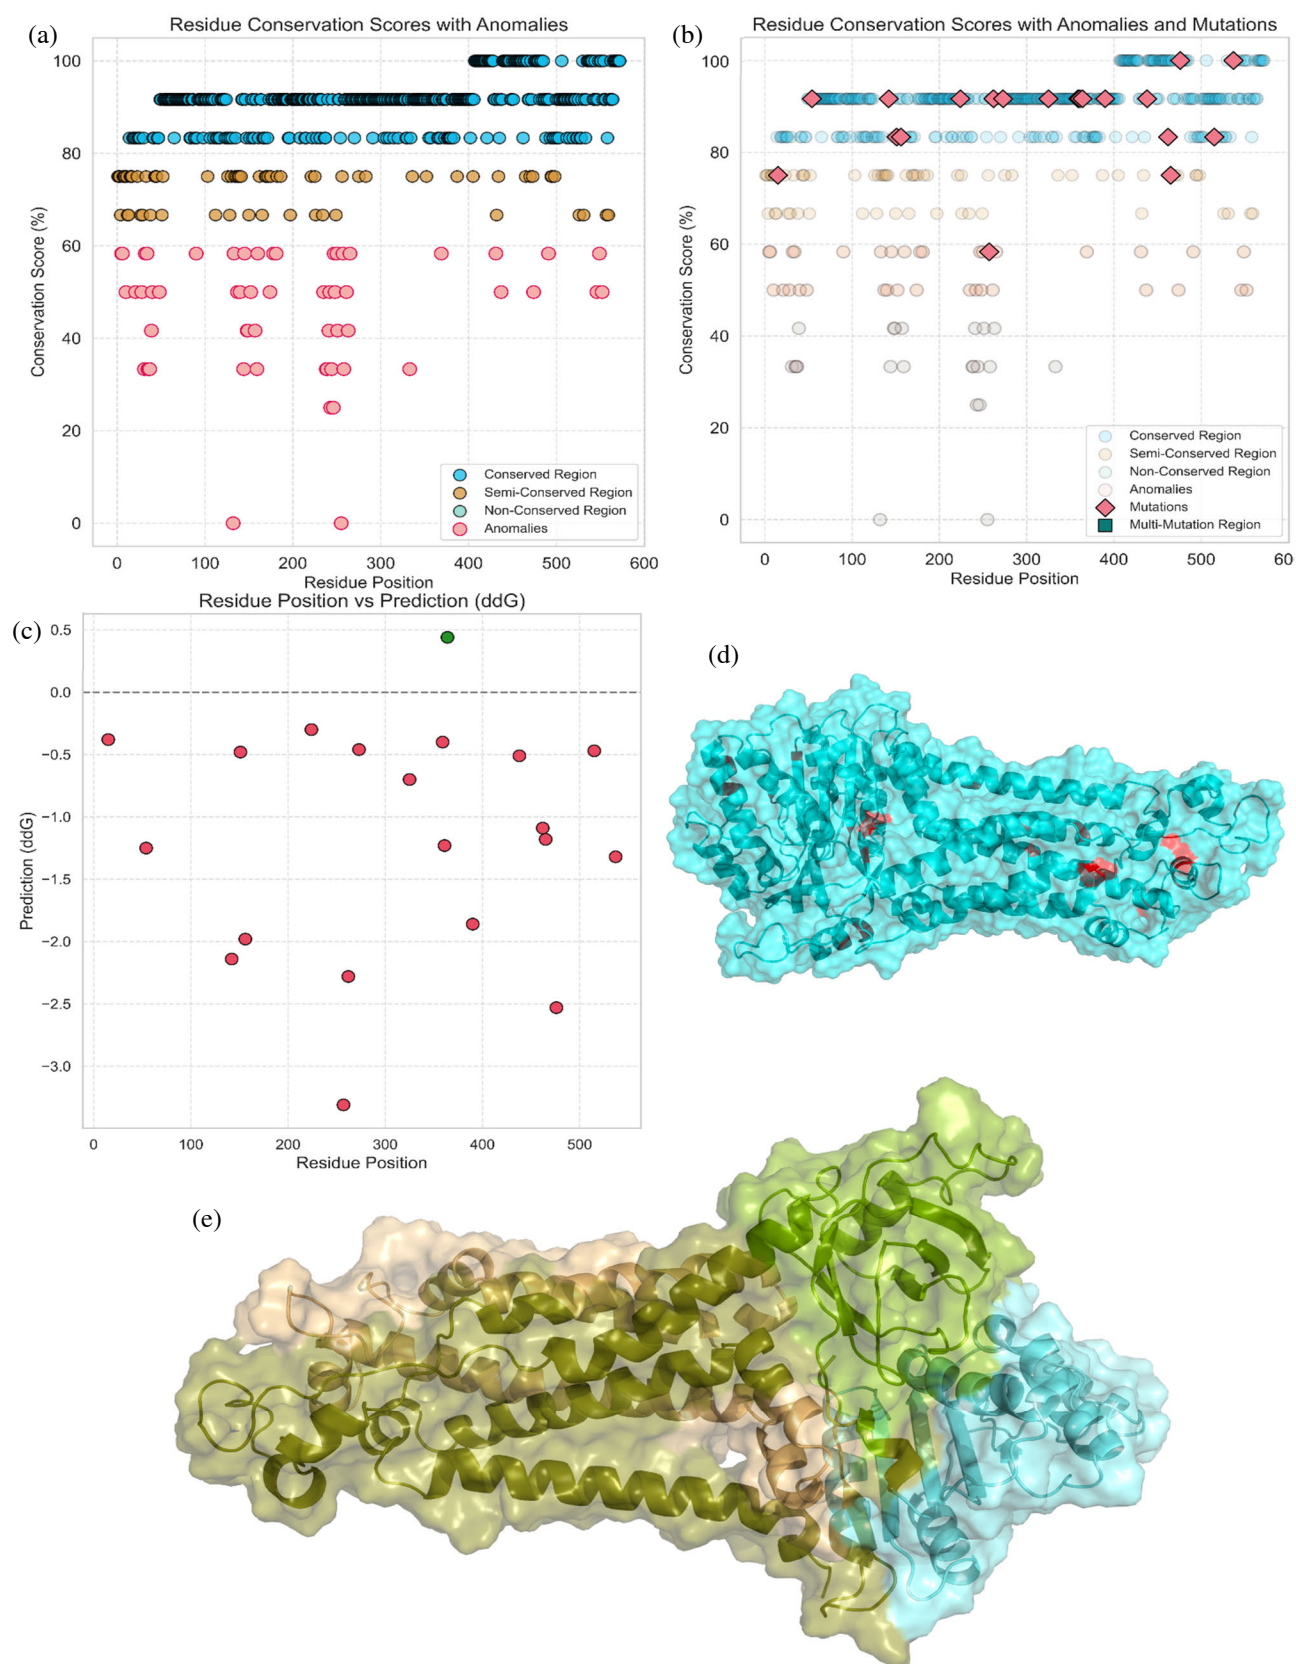 (a)
Residue Conservation Scores with Anomalies
Conservation Score (%)
100
80
60
40
20
0
0 100 200 300 400 500 600
Residue Position
Conserved Region
Semi-Conserved Region
Non-Conserved Region
Anomalies
(b)
Residue Conservation Scores with Anomalies and Mutations
Conservation Score (%)
100
80
60
40
20
0
0 100 200 300 400 500 60
Residue Position
Conserved Region
Semi-Conserved Region
Non-Conserved Region
Anomalies
Mutations
Multi-Mutation Region
(c)
Residue Position vs Prediction (ddG)
Prediction (ddG)
0.5
0.0
−0.5
−1.0
−1.5
−2.0
−2.5
−3.0
0 100 200 300 400 500
Residue Position
(d)
(e)